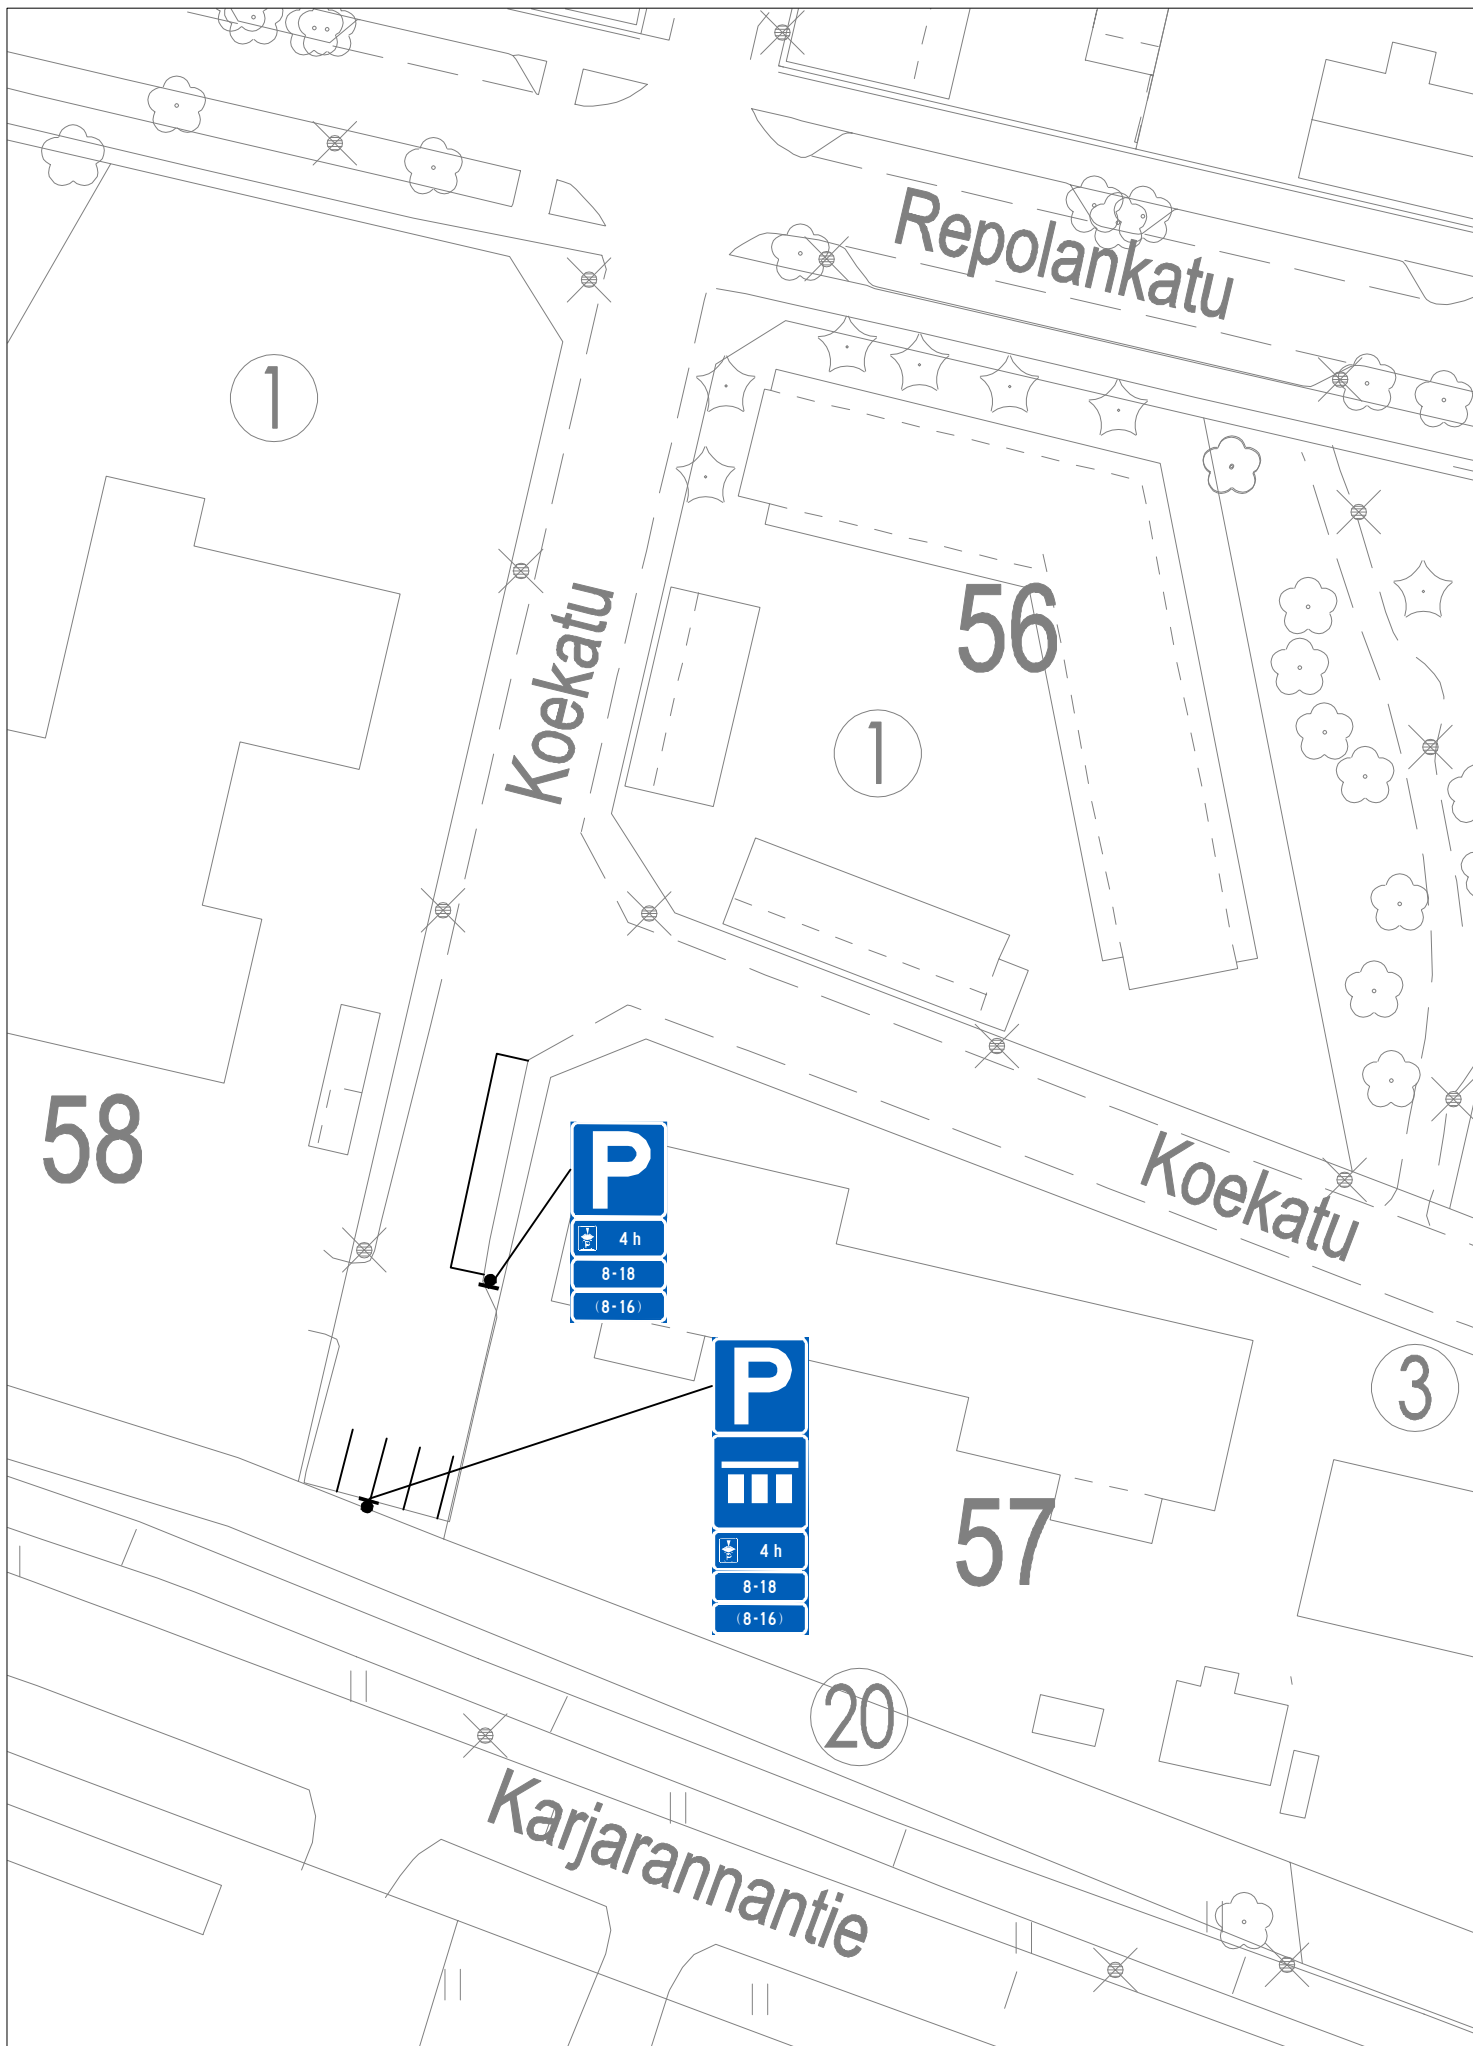 Repolankatu
1
56
Koekatu
1
58
P
4 h
8-18
(8-16)
Koekatu
P
4 h
8-18
(8-16)
3
57
20
Karjarannantie